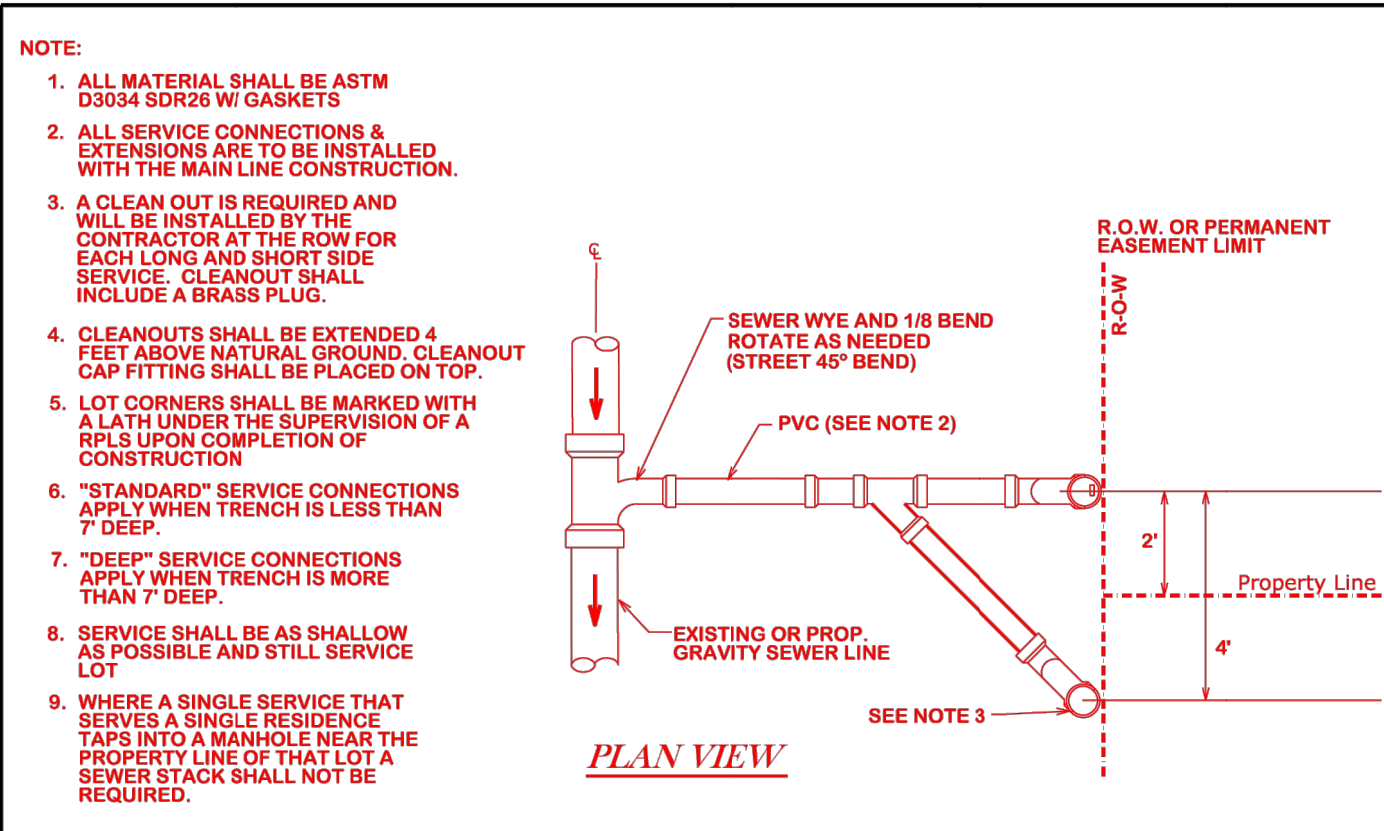 NOTE:
1. ALL MATERIAL SHALL BE ASTM
D3034 SDR26 W/ GASKETS
2. ALL SERVICE CONNECTIONS &
EXTENSIONS ARE TO BE INSTALLED
WITH THE MAIN LINE CONSTRUCTION.
3. A CLEAN OUT IS REQUIRED AND
WILL BE INSTALLED BY THE
CONTRACTOR AT THE ROW FOR
EACH LONG AND SHORT SIDE
SERVICE. CLEANOUT SHALL
INCLUDE A BRASS PLUG.
4. CLEANOUTS SHALL BE EXTENDED 4
FEET ABOVE NATURAL GROUND. CLEANOUT
CAP FITTING SHALL BE PLACED ON TOP.
5. LOT CORNERS SHALL BE MARKED WITH
A LATH UNDER THE SUPERVISION OF A
RPLS UPON COMPLETION OF
CONSTRUCTION
6. "STANDARD" SERVICE CONNECTIONS
APPLY WHEN TRENCH IS LESS THAN
7' DEEP.
7. "DEEP" SERVICE CONNECTIONS
APPLY WHEN TRENCH IS MORE
THAN 7' DEEP.
8. SERVICE SHALL BE AS SHALLOW
AS POSSIBLE AND STILL SERVICE
LOT
9. WHERE A SINGLE SERVICE THAT
SERVES A SINGLE RESIDENCE
TAPS INTO A MANHOLE NEAR THE
PROPERTY LINE OF THAT LOT A
SEWER STACK SHALL NOT BE
REQUIRED.
℄
SEWER WYE AND 1/8 BEND
ROTATE AS NEEDED
(STREET 45º BEND)
PVC (SEE NOTE 2)
EXISTING OR PROP.
GRAVITY SEWER LINE
SEE NOTE 3
PLAN VIEW
R.O.W. OR PERMANENT
EASEMENT LIMIT
R-O-W
2'
Property Line
4'